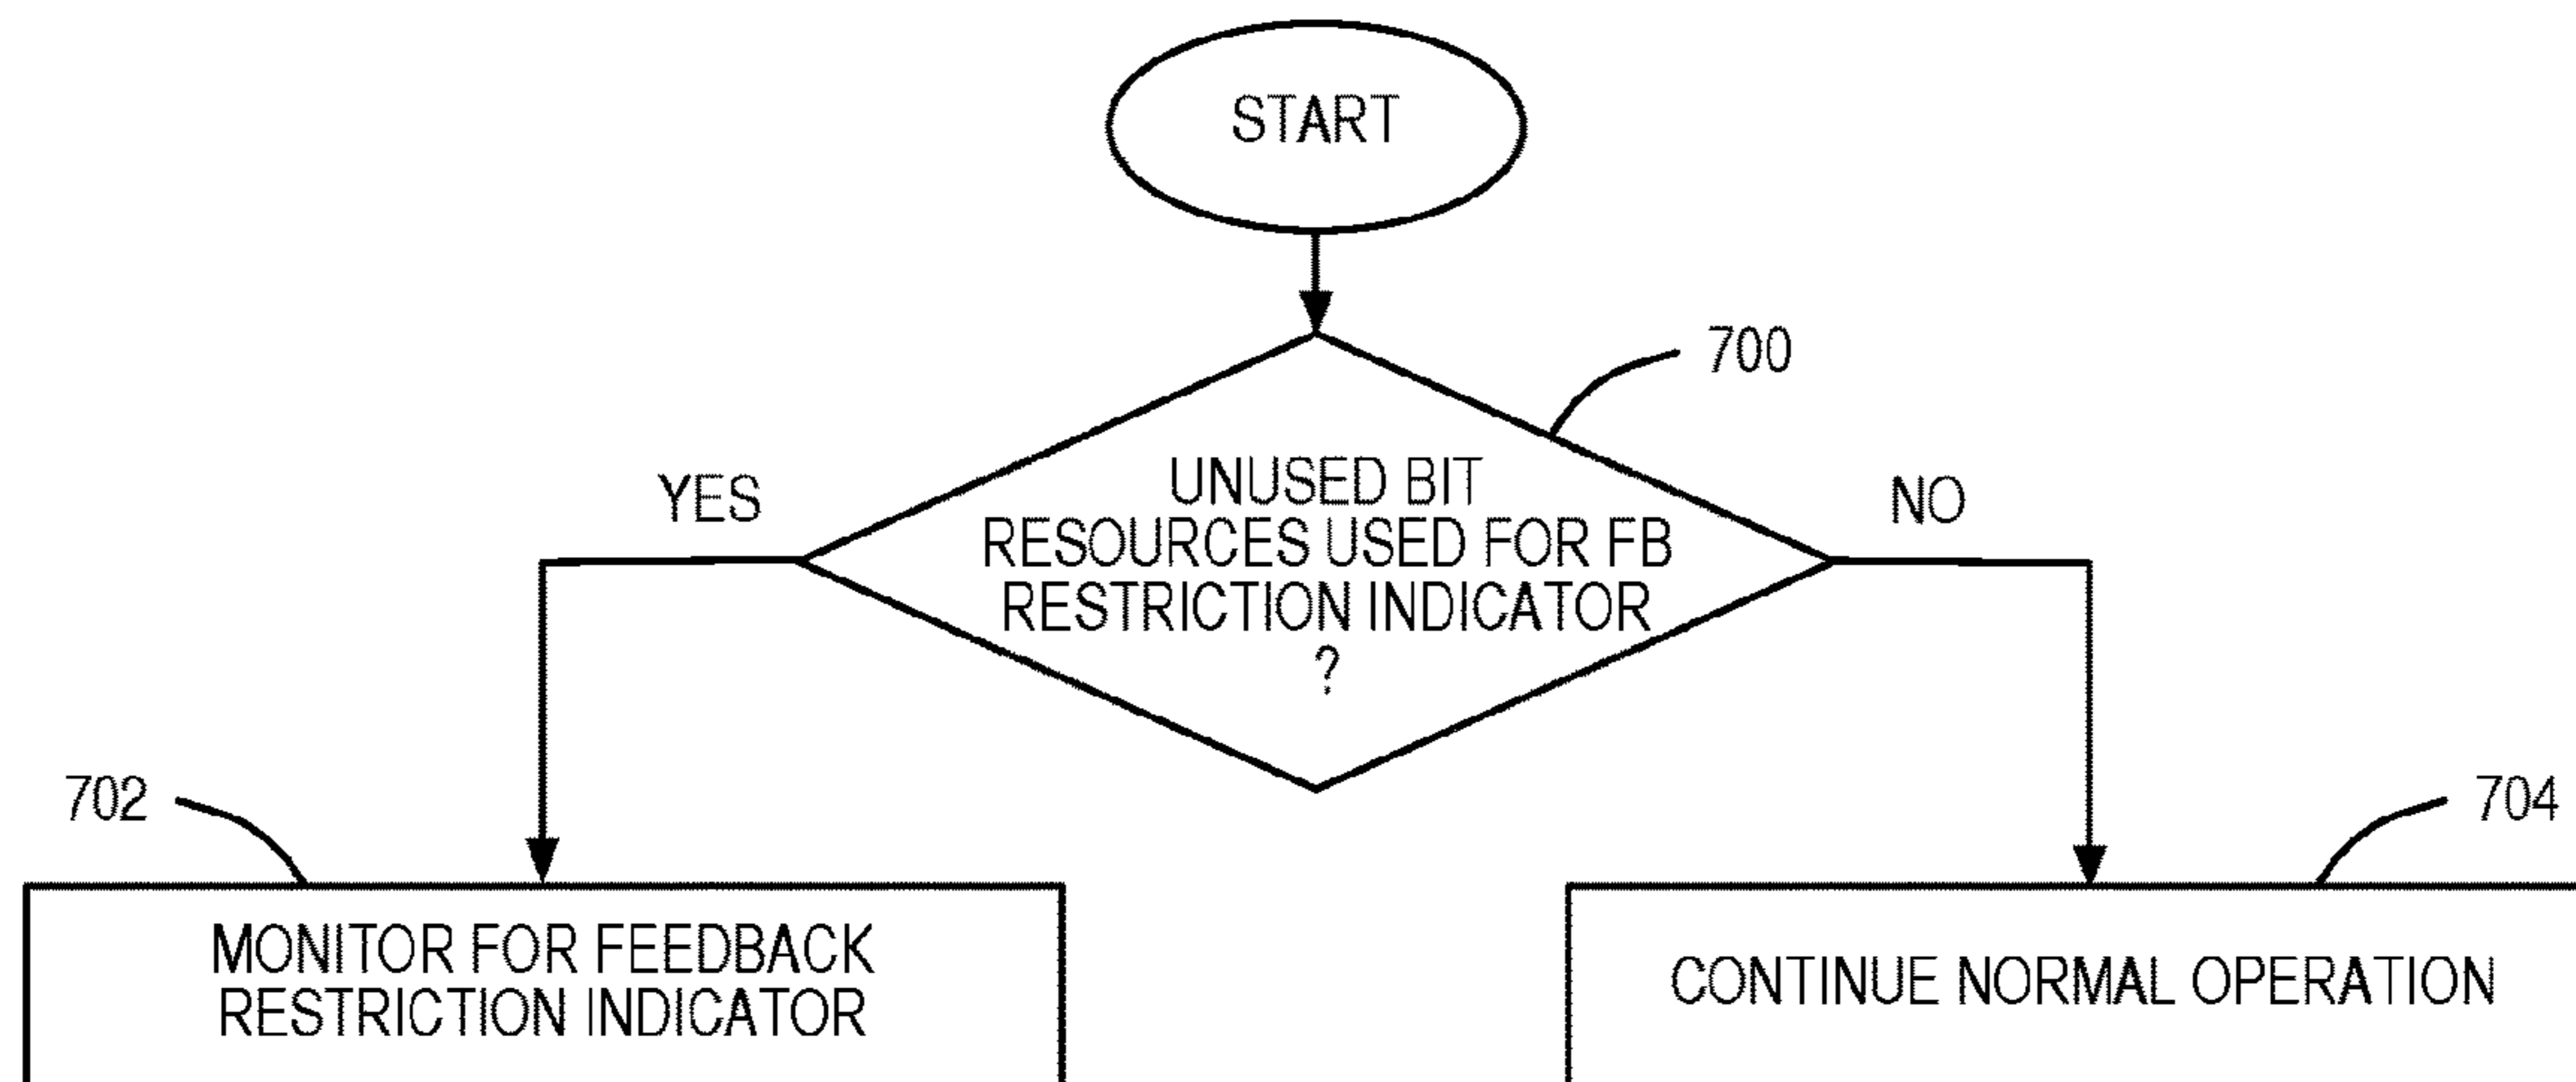 START
700
UNUSED BIT
RESOURCES USED FOR FB
RESTRICTION INDICATOR
?
YES
NO
702
704
MONITOR FOR FEEDBACK
RESTRICTION INDICATOR
CONTINUE NORMAL OPERATION